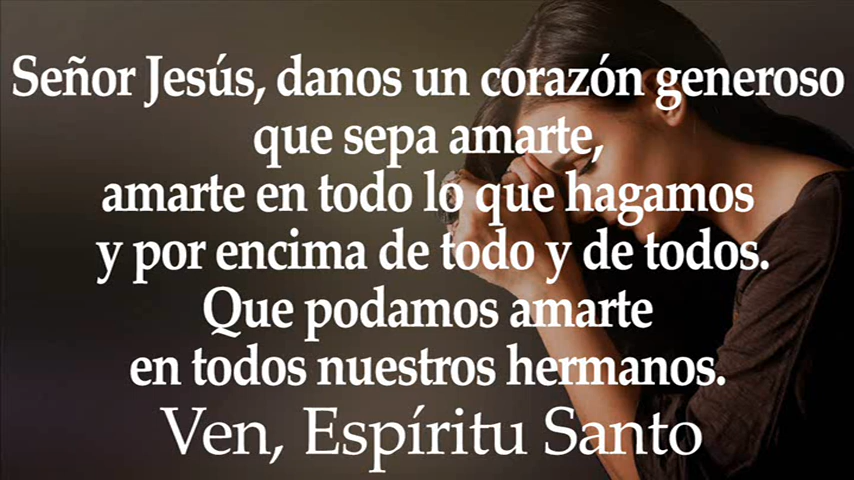 Señor Jesús, danos un corazón generoso
que sepa amarte,
amarte en todo lo que hagamos
y por encima de todo y de todos.
Que podamos amarte
en todos nuestros hermanos.
Ven, Espíritu Santo